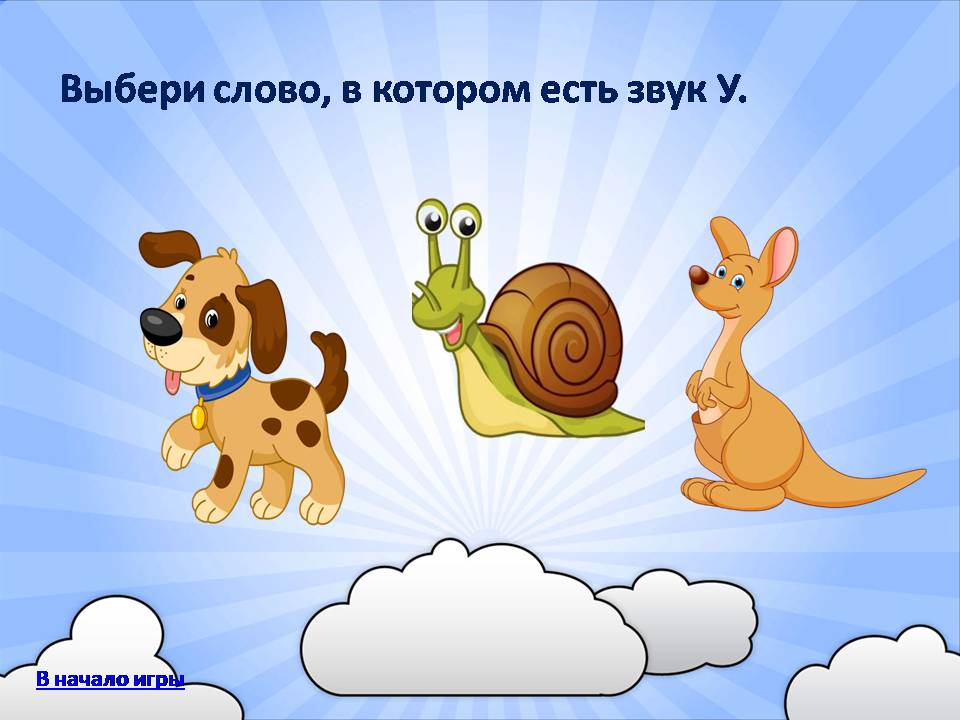 Выбери слово, в котором есть звук У.
В начало игры